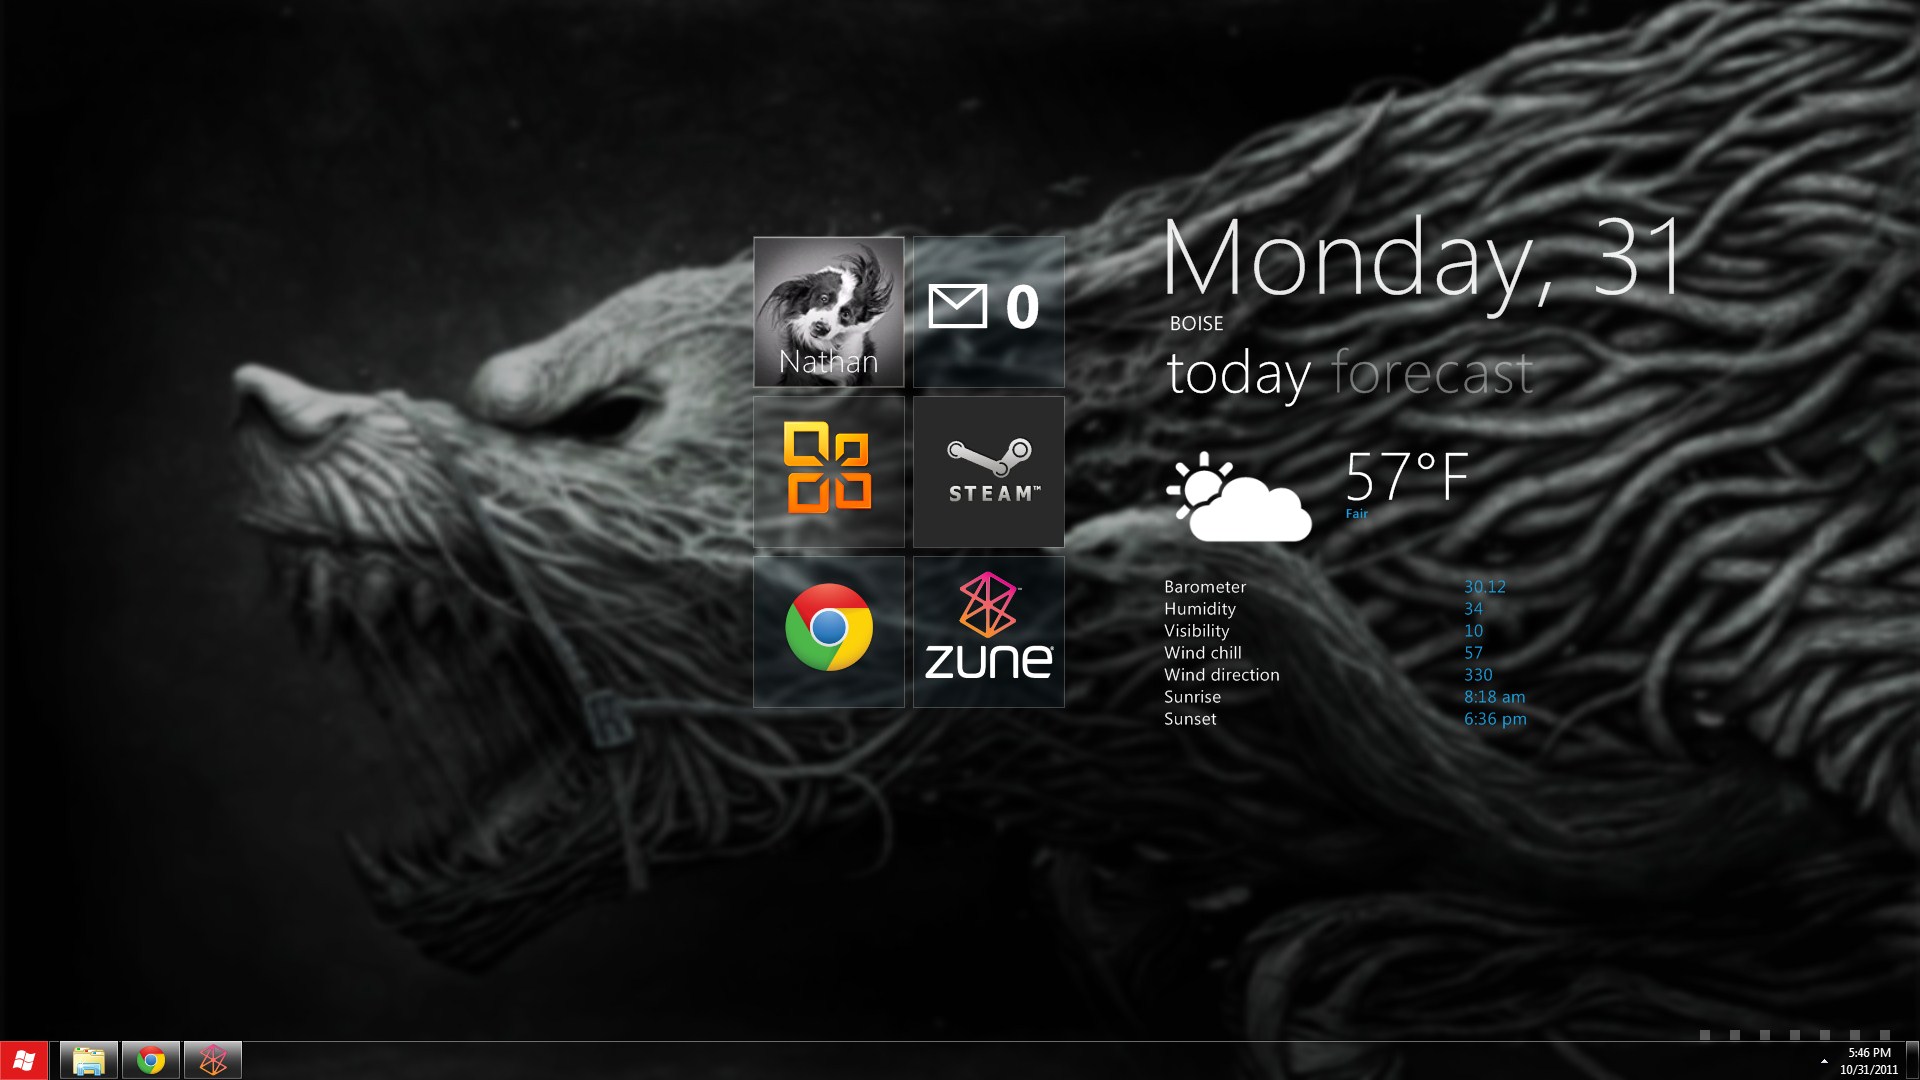 Nathan
0
STEAM™
zune
Monday, 31
BOISE
today forecast
57°F
Fair
Barometer 30.12
Humidity 34
Visibility 10
Wind chill 57
Wind direction 330
Sunrise 8:18 am
Sunset 6:36 pm
5:46 PM
10/31/2011